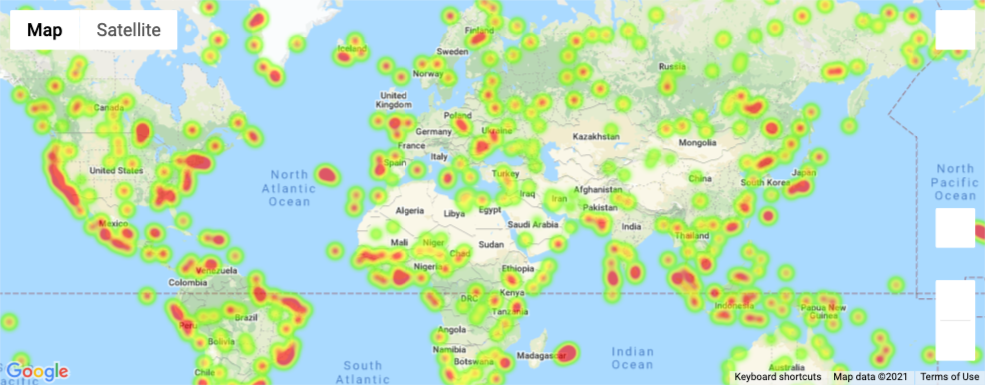 Map
Satellite
Iceland
Finland
Sweden
Norway
Russia
Canada
United
Kingdom
Poland
Germany
Ukraine
France
Kazakhstan
Mongolia
Italy
Spain
United States
North
Atlantic
Ocean
Turkey
China
South Korea
Japan
North
Pacific
Ocean
Iraq
Iran
Afghanistan
Pakistan
Algeria
Libya
Egypt
Saudi Arabia
India
Mexico
Mali
Niger
Chad
Sudan
Thailand
Nigeria
Ethiopia
Venezuela
Colombia
DRC
Kenya
Tanzania
Indonesia
Papua New
Guinea
Peru
Brazil
Bolivia
Angola
Namibia
Botswana
Madagascar
Indian
Ocean
South
Atlantic
Chile
Australia
Google
Keyboard shortcuts
Map data ©2021
Terms of Use